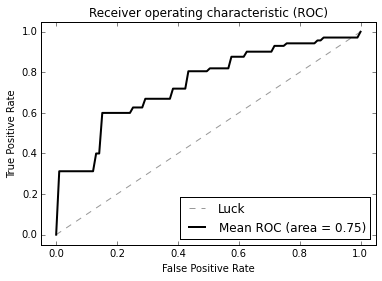 Receiver operating characteristic (ROC)
True Positive Rate
1.0
0.8
0.6
0.4
0.2
0.0
Luck
Mean ROC (area = 0.75)
0.0 0.2 0.4 0.6 0.8 1.0
False Positive Rate